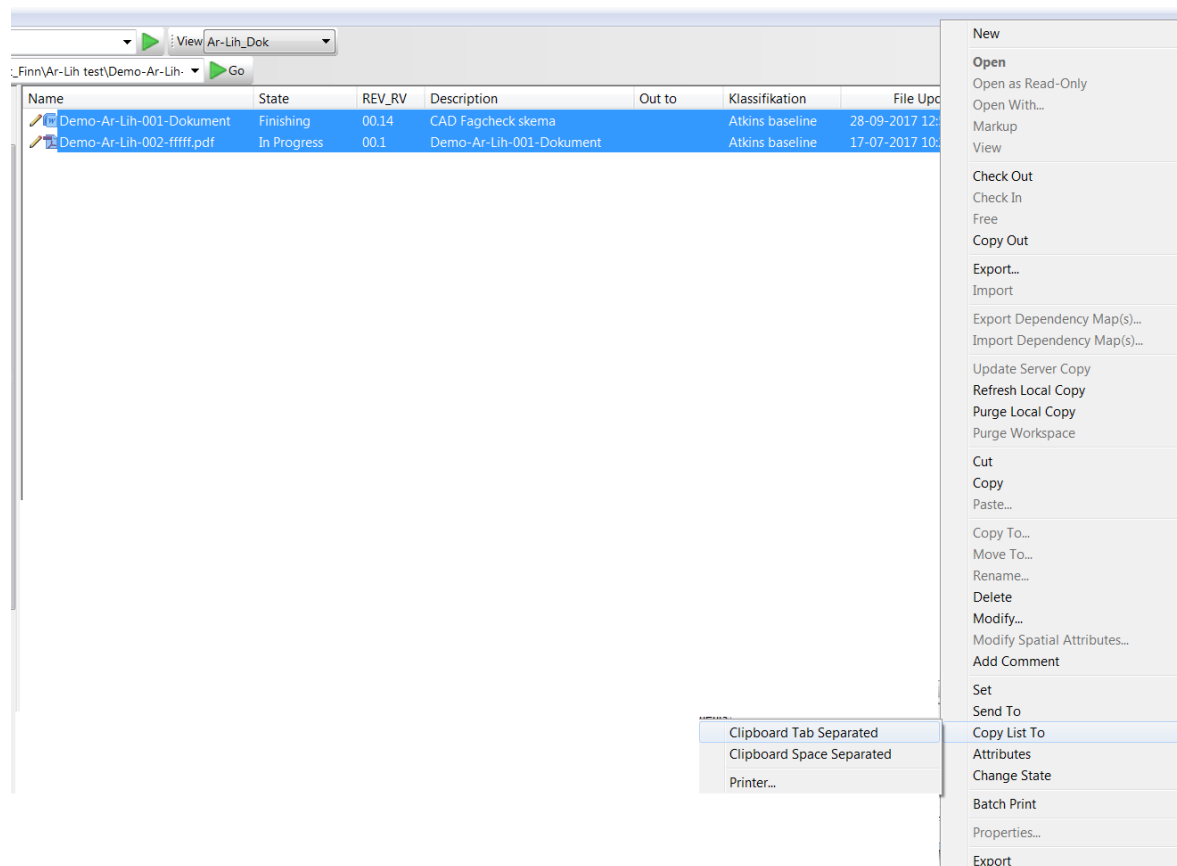 View Ar-Lih_Dok
_Finn\Ar-Lih test\Demo-Ar-Lih- Go
Name State REV_RV Description Out to Klassifikation File Upd
Demo-Ar-Lih-001-Dokument Finishing 00.14 CAD Fagcheck skema Atkins baseline 28-09-2017 12:
Demo-Ar-Lih-002-fffff.pdf In Progress 00.1 Demo-Ar-Lih-001-Dokument Atkins baseline 17-07-2017 10:
New
Open
Open as Read-Only
Open With...
Markup
View
Check Out
Check In
Free
Copy Out
Export...
Import
Export Dependency Map(s)...
Import Dependency Map(s)...
Update Server Copy
Refresh Local Copy
Purge Local Copy
Purge Workspace
Cut
Copy
Paste...
Copy To...
Move To...
Rename...
Delete
Modify...
Modify Spatial Attributes...
Add Comment
Set
Send To
Copy List To
Attributes
Change State
Batch Print
Properties...
Export
Clipboard Tab Separated
Clipboard Space Separated
Printer...